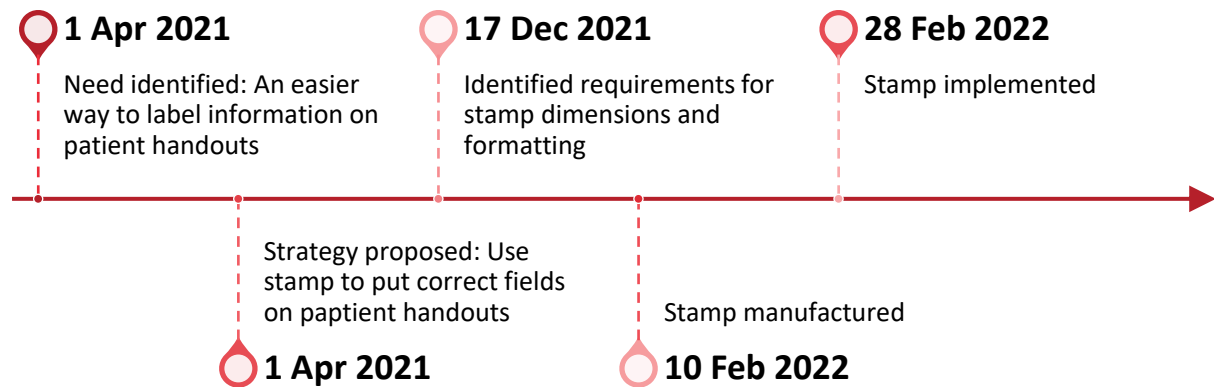 1 Apr 2021
Need identified: An easier
way to label information on
patient handouts
Strategy proposed: Use
stamp to put correct fields
on paptient handouts
1 Apr 2021
17 Dec 2021
Identified requirements for
stamp dimensions and
formatting
Stamp manufactured
10 Feb 2022
28 Feb 2022
Stamp implemented